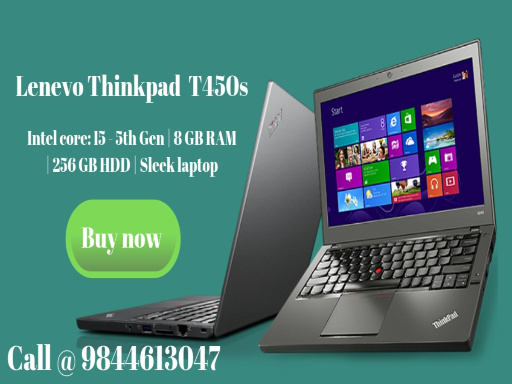 Lenevo Thinkpad T450s
Intel core: I5 - 5th Gen | 8 GB RAM
| 256 GB HDD | Sleek laptop
Buy now
Start
ThinkPad
Call @ 9844613047